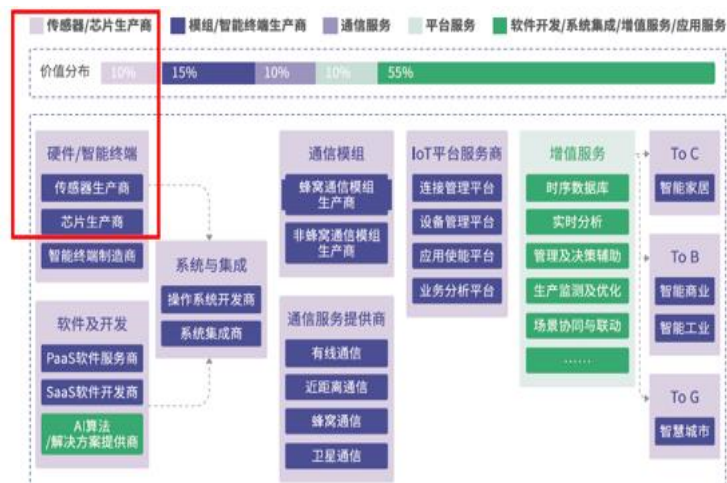 传感器/芯片生产商 模组/智能终端生产商 通信服务 平台服务 软件开发/系统集成/增值服务/应用服务
价值分布 10% 15% 10% 10% 55%
硬件/智能终端
传感器生产商
芯片生产商
智能终端制造商
软件及开发
PaaS软件服务商
SaaS软件开发商
AI算法
/解决方案提供商
系统与集成
操作系统开发商
系统集成商
通信模组
蜂窝通信模组
生产商
非蜂窝通信模组
生产商
通信服务提供商
有线通信
近距离通信
蜂窝通信
卫星通信
IoT平台服务商
连接管理平台
设备管理平台
应用使能平台
业务分析平台
增值服务
时序数据库
实时分析
管理及决策辅助
生产监测及优化
场景协同与联动
……
To C
智能家居
To B
智能商业
智能工业
To G
智慧城市